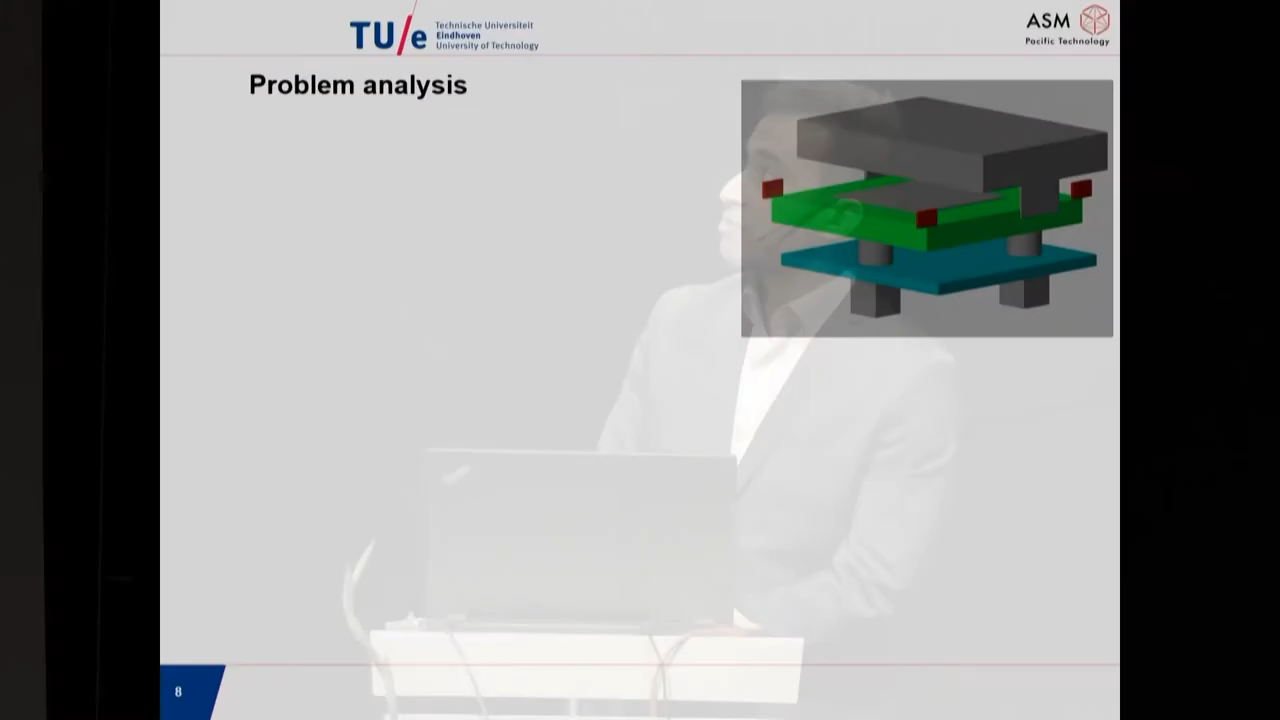 TU/e
Technische Universiteit
Eindhoven
University of Technology
ASM
Pacific Technology
Problem analysis
8